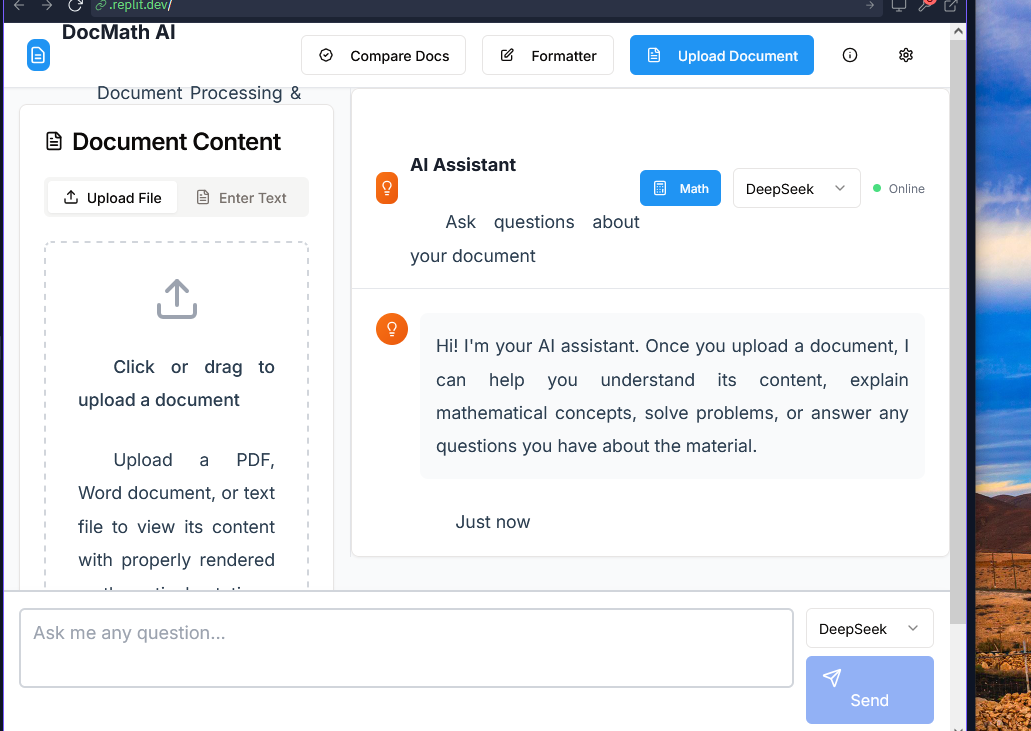 .replit.dev/
DocMath AI
Compare Docs
Formatter
Upload Document
Document Processing &
Document Content
Upload File
Enter Text
Click or drag to
upload a document
Upload a PDF,
Word document, or text
file to view its content
with properly rendered
AI Assistant
Math
DeepSeek
Online
Ask questions about
your document
Hi! I'm your AI assistant. Once you upload a document, I
can help you understand its content, explain
mathematical concepts, solve problems, or answer any
questions you have about the material.
Just now
Ask me any question...
DeepSeek
Send